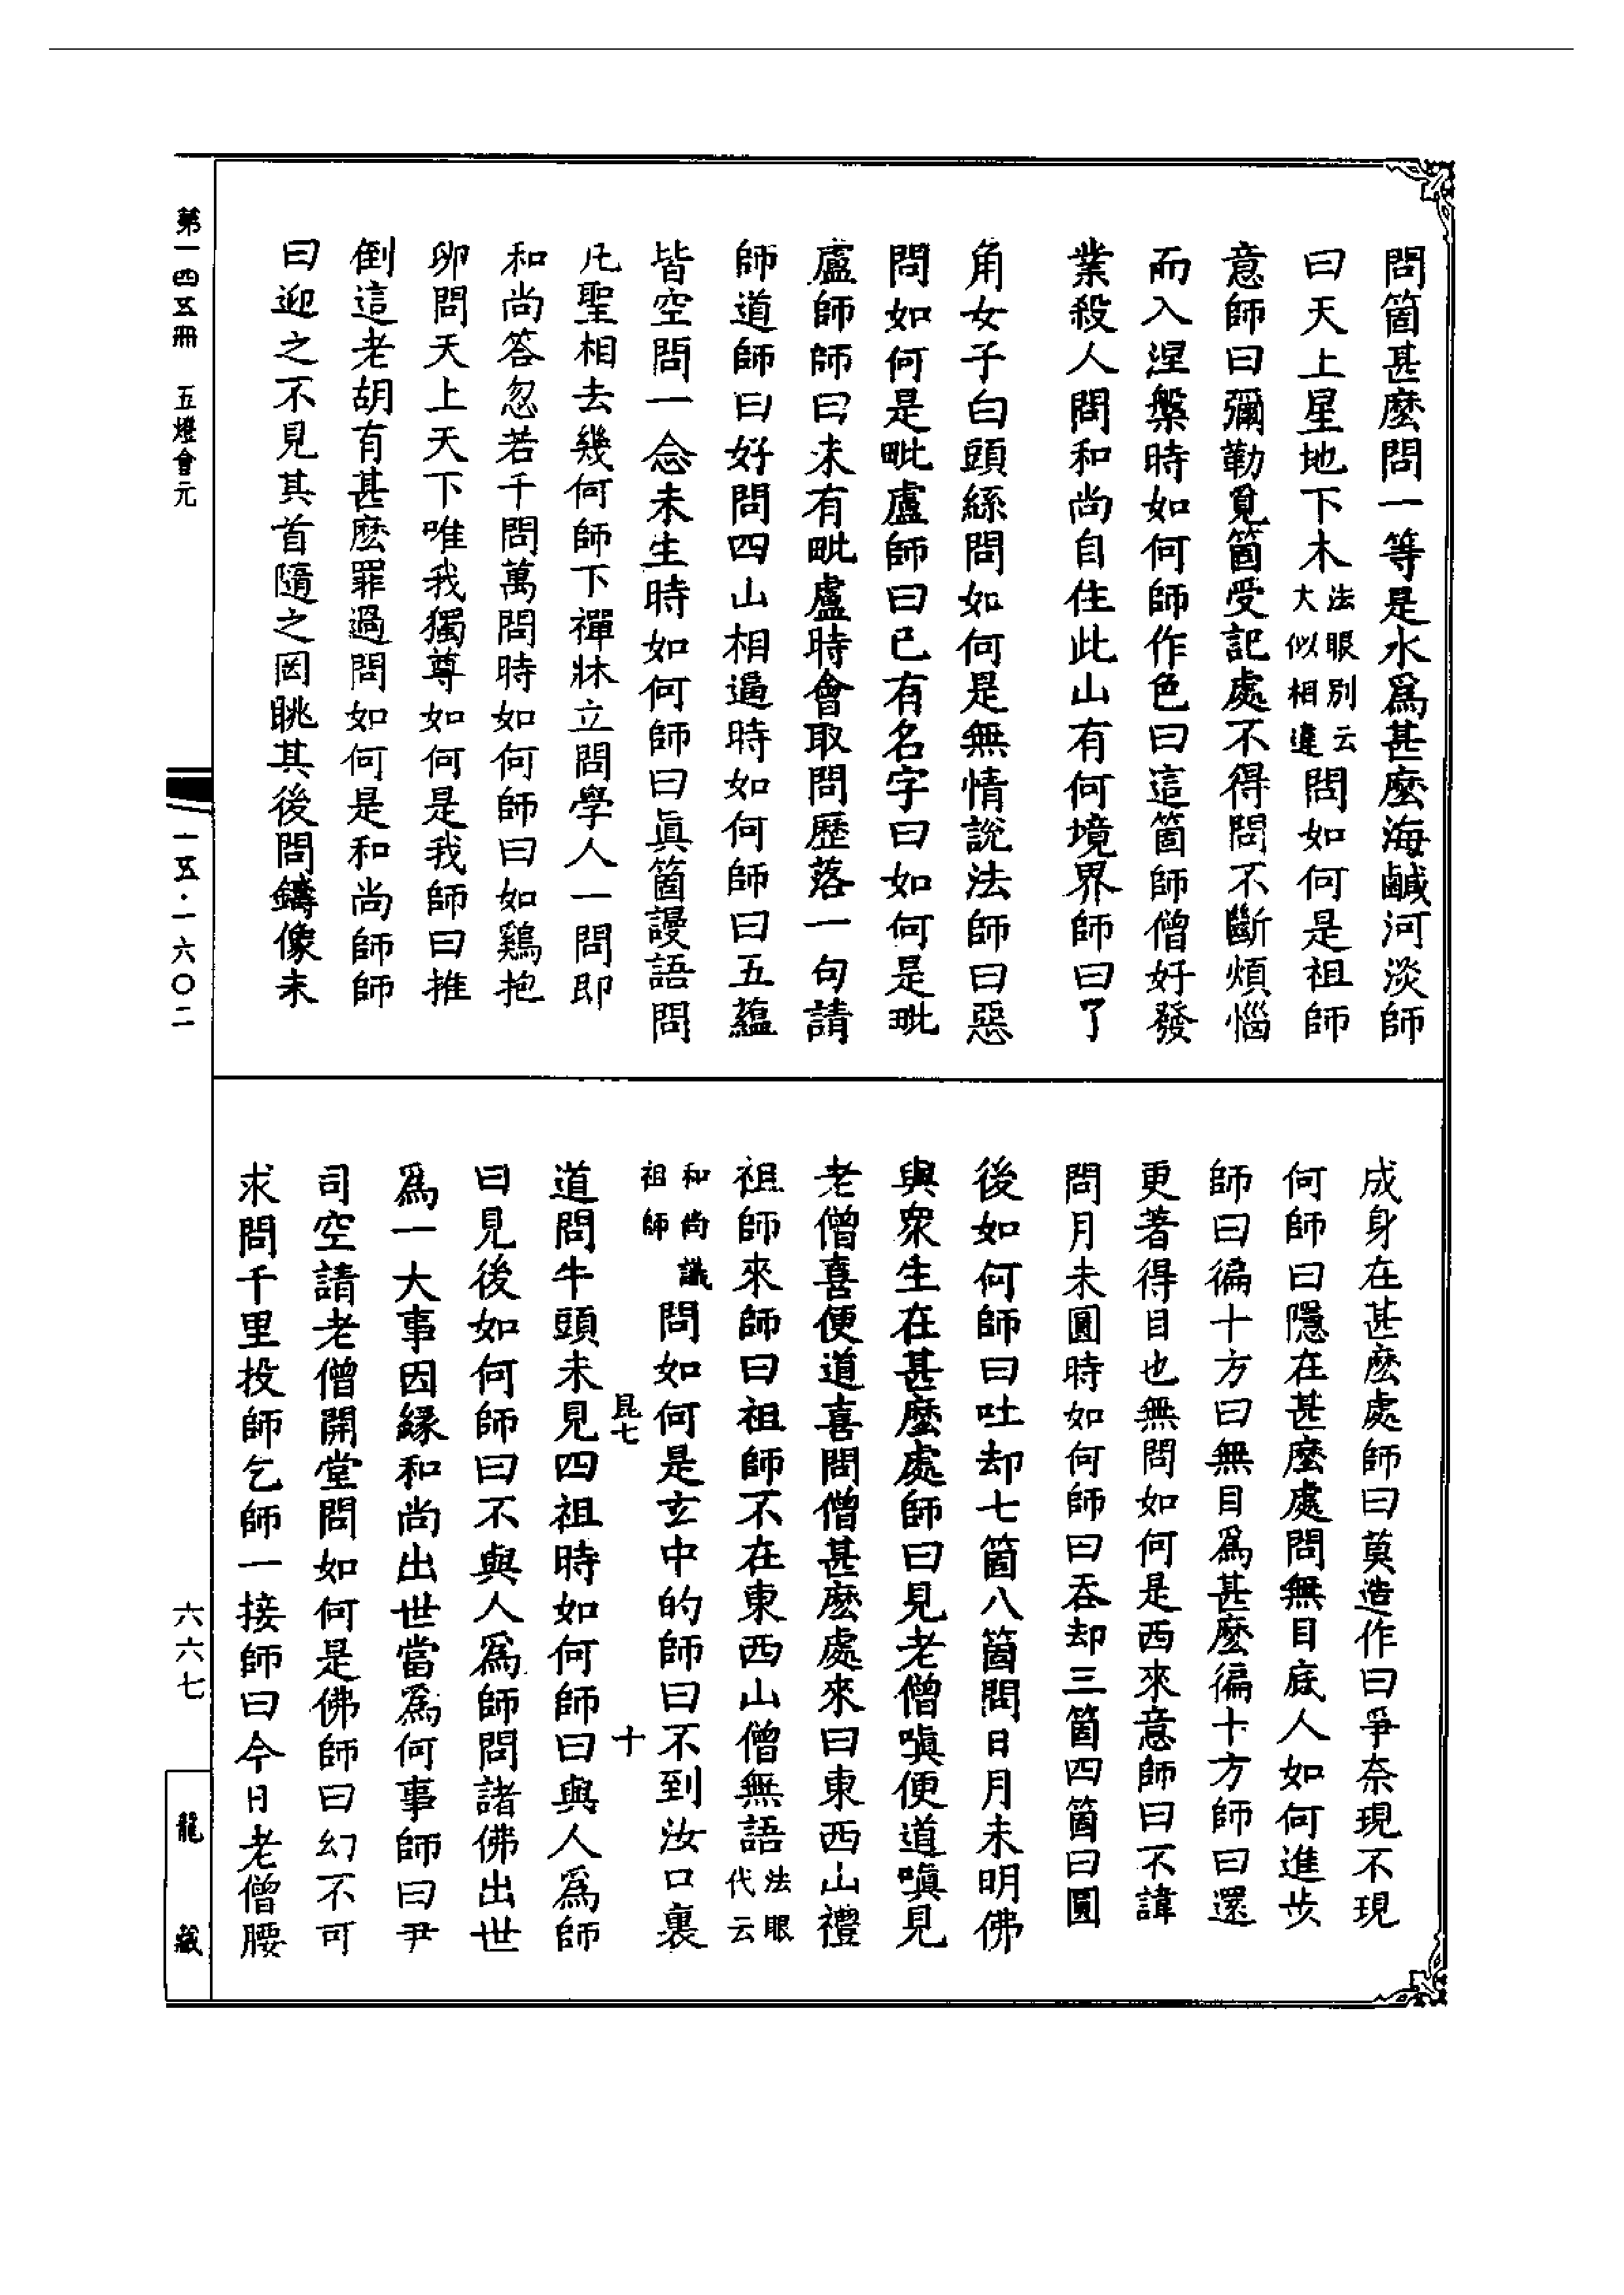 問箇甚麽問一等是水爲甚麽海鹹河淡師
曰天上星地下木法眼別云大似相違問如何是祖師
意師曰彌勒覓箇受記處不得問不斷煩惱
而入涅槃時如何師作色曰這箇師僧好發
業殺人問和尚自住此山有何境界師曰丫
角女子白頭絲問如何是無情說法師曰惡
問如何是毗盧師曰已有名字曰如何是毗
盧師師曰未有毗盧時會取問歷落一句請
師道師曰好問四山相逼時如何師曰五蘊
皆空問一念未生時如何師曰眞箇謾語問
凡聖相去幾何師下禪牀立問學人一問即
和尚答忽若千問萬問時如何師曰如鷄抱
卵問天上天下唯我獨尊如何是我師曰推
倒這老胡有甚麽罪過問如何是和尚師師
曰迎之不見其首隨之罔眺其後問鑄像未
成身在甚麽處師曰莫造作曰爭奈現不現
何師曰隱在甚麽處問無目底人如何進步
師曰徧十方曰無目爲甚麽徧十方師曰還
更著得目也無問如何是西來意師曰不諱
問月未圓時如何師曰吞却三箇四箇曰圓
後如何師曰吐却七箇八箇問日月未明佛
與衆生在甚麽處師曰見老僧嗔便道嗔見
老僧喜便道喜問僧甚麽處來曰東西山禮
祖師來師曰祖師不在東西山僧無語法眼代云
和尚識祖師問如何是玄中的師曰不到汝口裏
昆七 十
道問牛頭未見四祖時如何師曰與人爲師
曰見後如何師曰不與人爲師問諸佛出世
爲一大事因緣和尚出世當爲何事師曰尹
司空請老僧開堂問如何是佛師曰幻不可
求問千里投師乞師一接師曰今日老僧腰
第一四五冊 五燈會元
一五·一六〇二
六六七
龍藏